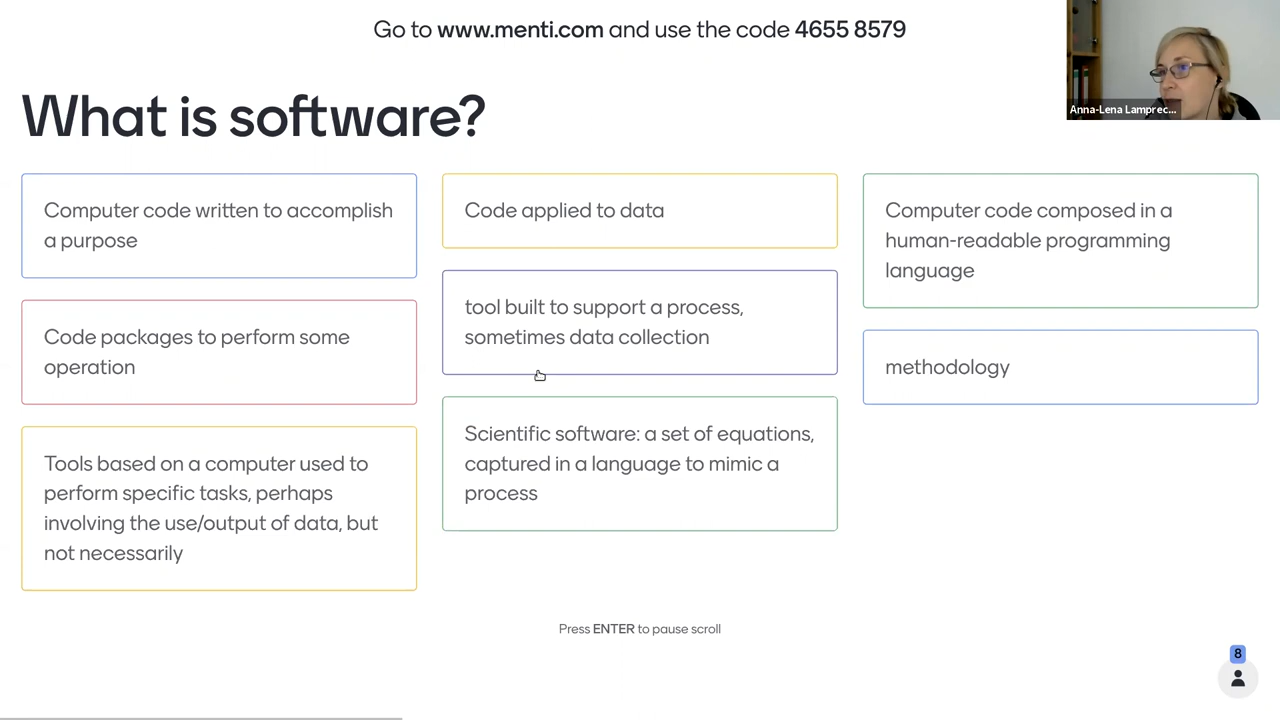 Go to www.menti.com and use the code 4655 8579
Anna-Lena Lamprec...
What is software?
Computer code written to accomplish
a purpose
Code packages to perform some
operation
Tools based on a computer used to
perform specific tasks, perhaps
involving the use/output of data, but
not necessarily
Code applied to data
tool built to support a process,
sometimes data collection
Scientific software: a set of equations,
captured in a language to mimic a
process
Computer code composed in a
human-readable programming
language
methodology
Press ENTER to pause scroll
8